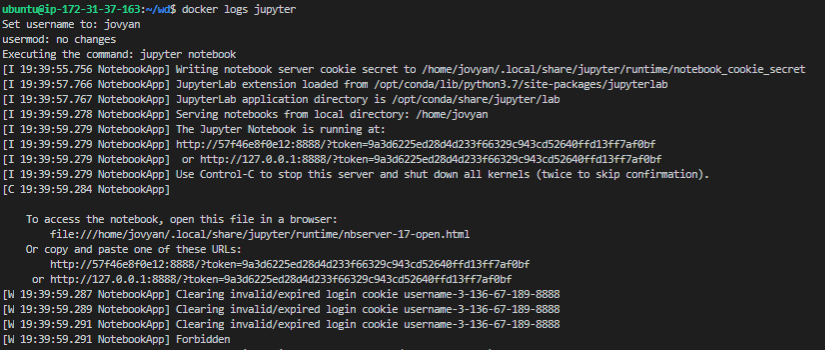 ubuntu@ip-172-31-37-163:~/wd$ docker logs jupyter
Set username to: jovyan
usermod: no changes
Executing the command: jupyter notebook
[I 19:39:55.756 NotebookApp] Writing notebook server cookie secret to /home/jovyan/.local/share/jupyter/runtime/notebook_cookie_secret
[I 19:39:57.766 NotebookApp] JupyterLab extension loaded from /opt/conda/lib/python3.7/site-packages/jupyterlab
[I 19:39:57.767 NotebookApp] JupyterLab application directory is /opt/conda/share/jupyter/lab
[I 19:39:59.278 NotebookApp] Serving notebooks from local directory: /home/jovyan
[I 19:39:59.279 NotebookApp] The Jupyter Notebook is running at:
[I 19:39:59.279 NotebookApp] http://57f46e8f0e12:8888/?token=9a3d6225ed28d4d233f66329c943cd52640ffd13ff7af0bf
[I 19:39:59.279 NotebookApp]  or http://127.0.0.1:8888/?token=9a3d6225ed28d4d233f66329c943cd52640ffd13ff7af0bf
[I 19:39:59.279 NotebookApp] Use Control-C to stop this server and shut down all kernels (twice to skip confirmation).
[C 19:39:59.284 NotebookApp]
To access the notebook, open this file in a browser:
file:///home/jovyan/.local/share/jupyter/runtime/nbserver-17-open.html
Or copy and paste one of these URLs:
http://57f46e8f0e12:8888/?token=9a3d6225ed28d4d233f66329c943cd52640ffd13ff7af0bf
or http://127.0.0.1:8888/?token=9a3d6225ed28d4d233f66329c943cd52640ffd13ff7af0bf
[W 19:39:59.287 NotebookApp] Clearing invalid/expired login cookie username-3-136-67-189-8888
[W 19:39:59.289 NotebookApp] Clearing invalid/expired login cookie username-3-136-67-189-8888
[W 19:39:59.291 NotebookApp] Clearing invalid/expired login cookie username-3-136-67-189-8888
[W 19:39:59.291 NotebookApp] Forbidden